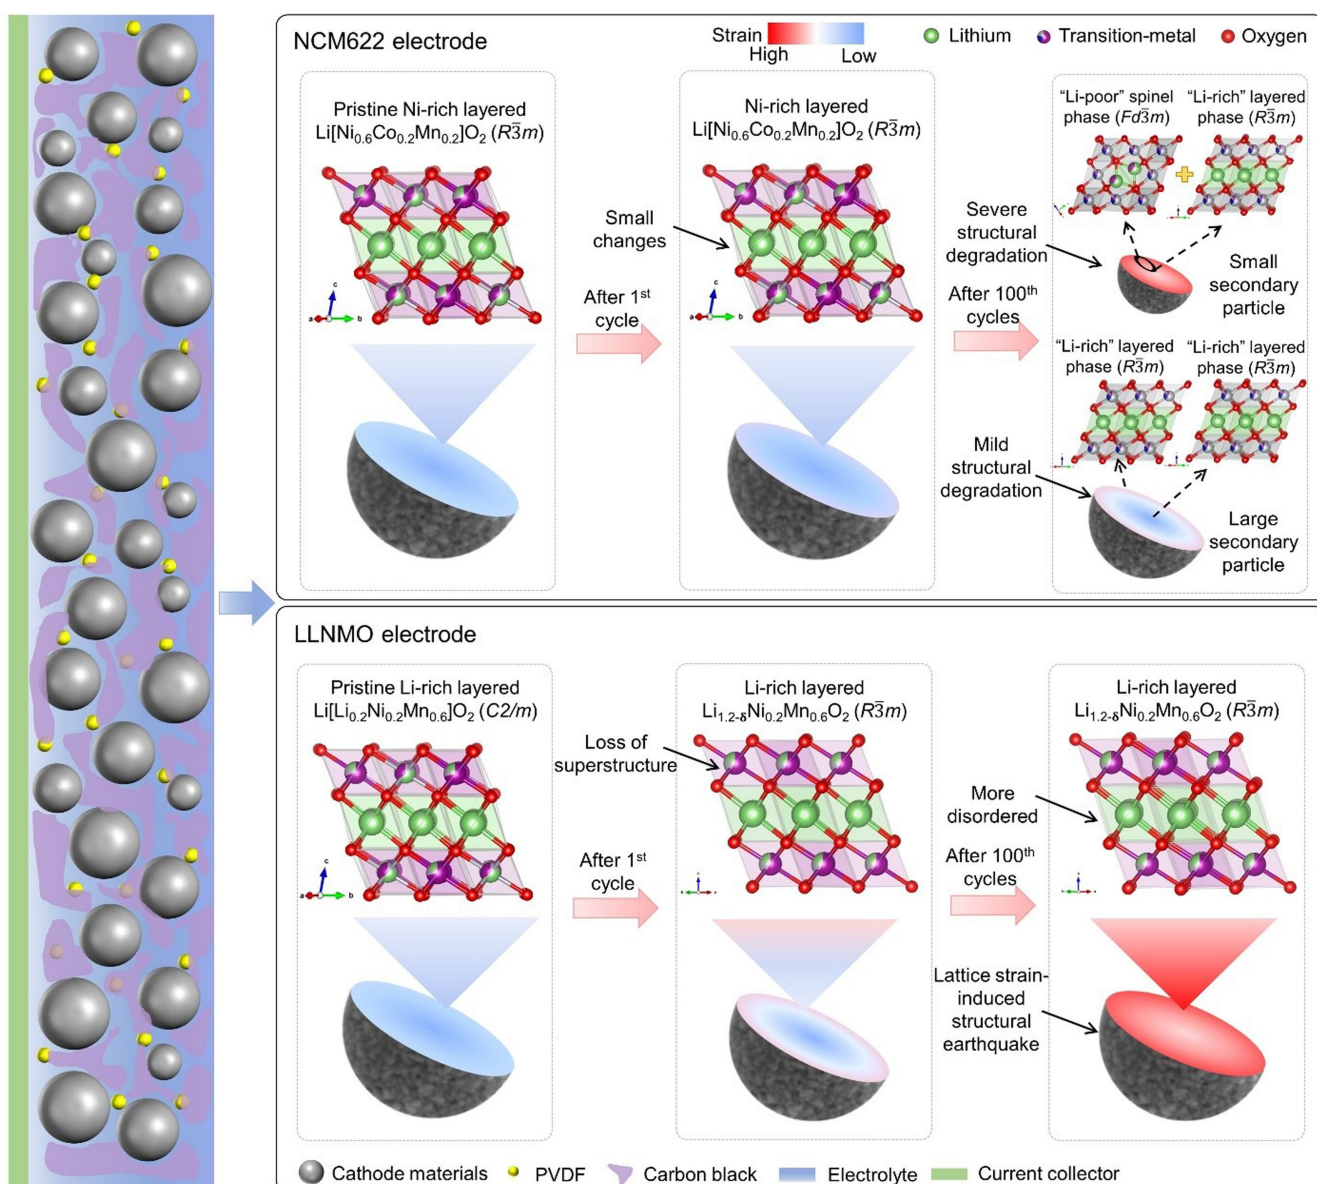 NCM622 electrode
Strain
High
Low
Lithium
Transition-metal
Oxygen
Pristine Ni-rich layered
Li[Ni0.6Co0.2Mn0.2]O2 (R3̅m)
c
a
b
After 1st
cycle
Small
changes
Ni-rich layered
Li[Ni0.6Co0.2Mn0.2]O2 (R3̅m)
c
a
b
After 100th
cycles
Severe
structural
degradation
"Li-poor" spinel
phase (Fd3̅m)
"Li-rich" layered
phase (R3̅m)
Small
secondary
particle
"Li-rich" layered
phase (R3̅m)
"Li-rich" layered
phase (R3̅m)
Mild
structural
degradation
Large
secondary
particle
LLNMO electrode
Pristine Li-rich layered
Li[Li0.2Ni0.2Mn0.6]O2 (C2/m)
c
a
b
Loss of
superstructure
After 1st
cycle
Li-rich layered
Li1.2-δNi0.2Mn0.6O2 (R3̅m)
More
disordered
After 100th
cycles
Li-rich layered
Li1.2-δNi0.2Mn0.6O2 (R3̅m)
Lattice strain-
induced
structural
earthquake
Cathode materials
PVDF
Carbon black
Electrolyte
Current collector